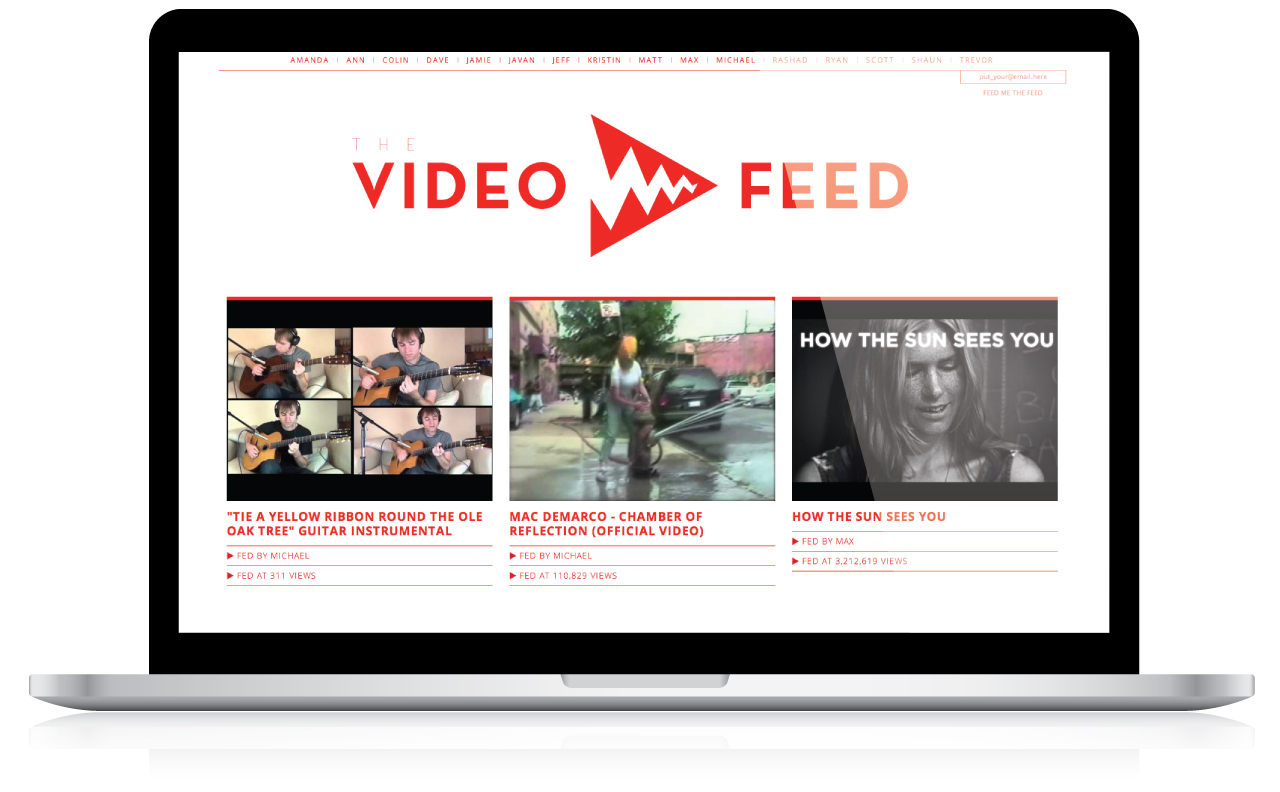 AMANDA | ANN | COLIN | DAVE | JAMIE | JAVAN | JEFF | KRISTIN | MATT | MAX | MICHAEL | RASHAD | RYAN | SCOTT | SHAUN | TREVOR
put_your@email.here
FEED ME THE FEED
THE
VIDEO FEED
HOW THE SUN SEES YOU
"TIE A YELLOW RIBBON ROUND THE OLE
OAK TREE" GUITAR INSTRUMENTAL
▶ FED BY MICHAEL
▶ FED AT 311 VIEWS
MAC DEMARCO - CHAMBER OF
REFLECTION (OFFICIAL VIDEO)
▶ FED BY MICHAEL
▶ FED AT 110,829 VIEWS
HOW THE SUN SEES YOU
▶ FED BY MAX
▶ FED AT 3,212,619 VIEWS